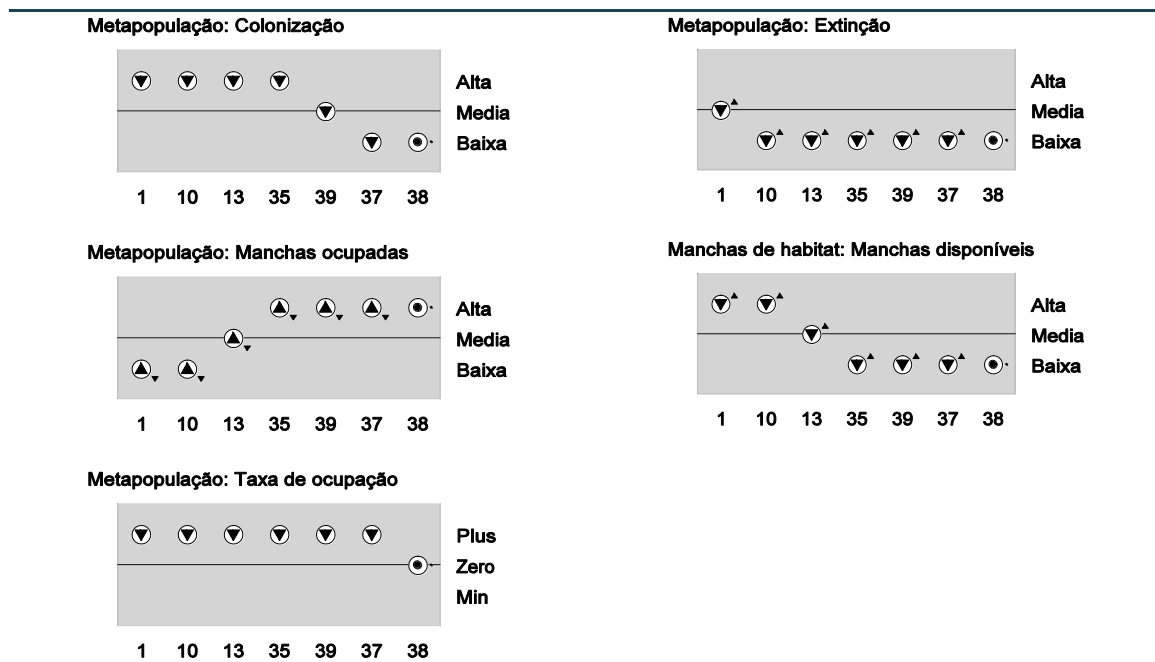 Metapopulação: Colonização
Alta
Media
Baixa
1 10 13 35 39 37 38
Metapopulação: Extinção
Alta
Media
Baixa
1 10 13 35 39 37 38
Metapopulação: Manchas ocupadas
Alta
Media
Baixa
1 10 13 35 39 37 38
Manchas de habitat: Manchas disponíveis
Alta
Media
Baixa
1 10 13 35 39 37 38
Metapopulação: Taxa de ocupação
Plus
Zero
Min
1 10 13 35 39 37 38